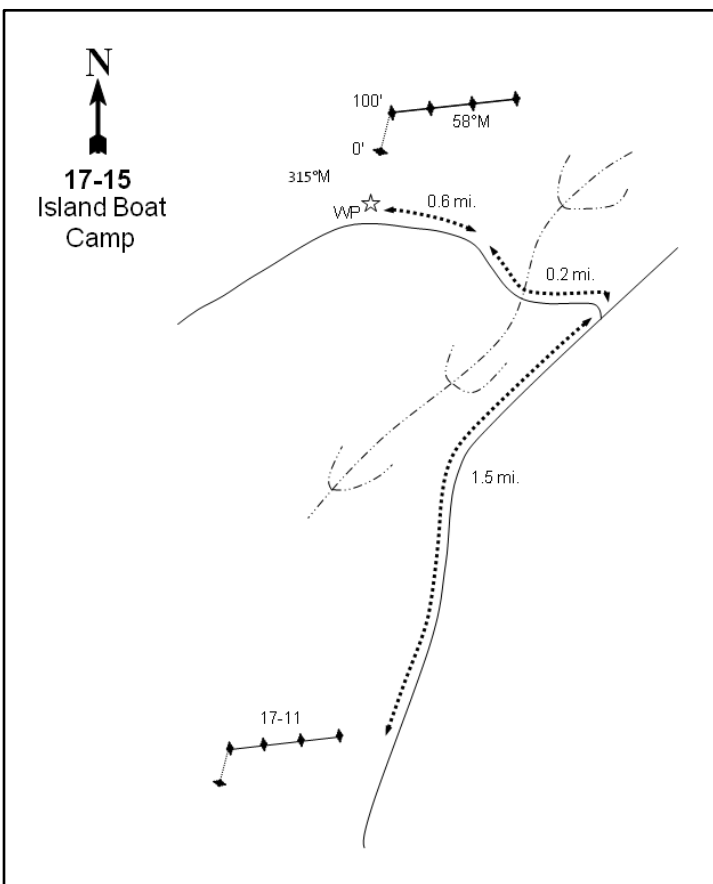 N
17-15
Island Boat
Camp
100'
58°M
0'
315°M
WP
0.6 mi.
0.2 mi.
1.5 mi.
17-11